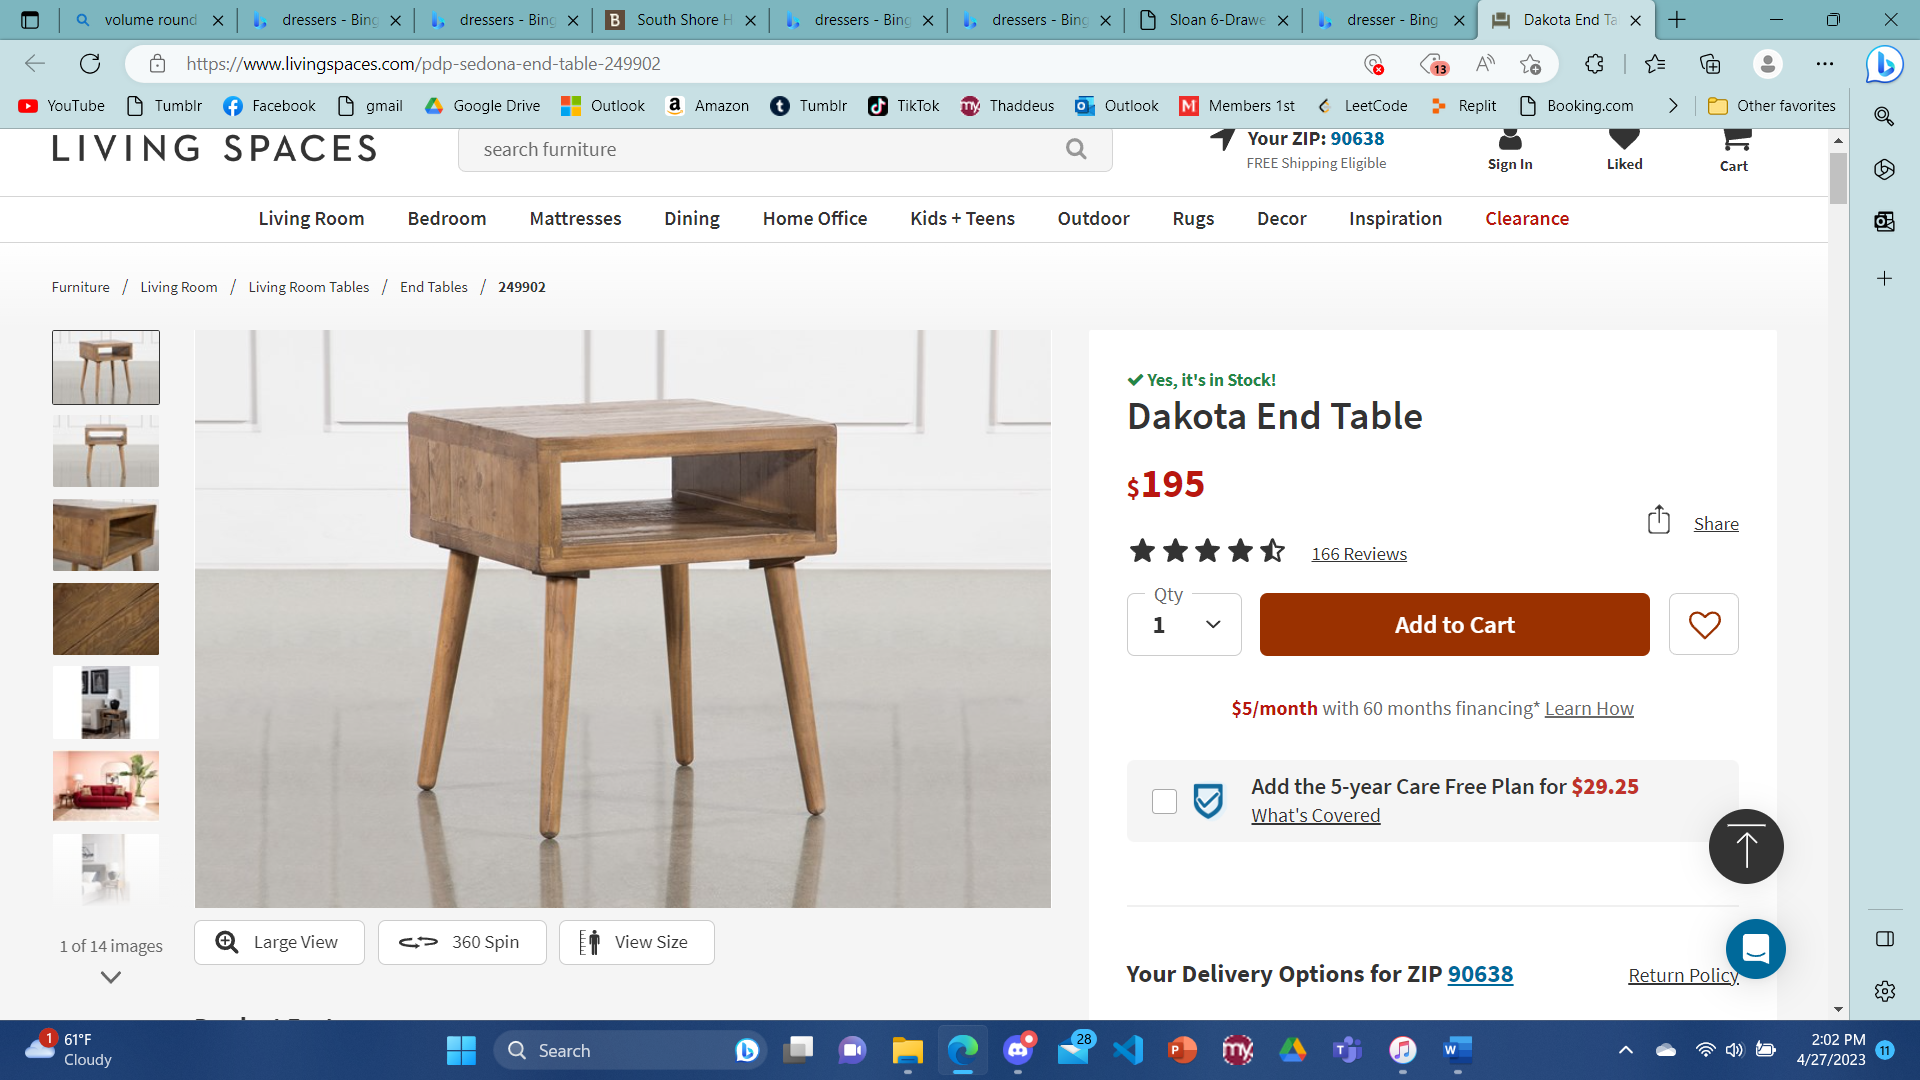 volume round
dressers - Bing
dressers - Bing
South Shore H
dressers - Bing
dressers - Bing
Sloan 6-Drawe
dresser - Bing
Dakota End Ta
https://www.livingspaces.com/pdp-sedona-end-table-249902
13
YouTube
Tumblr
Facebook
gmail
Google Drive
Outlook
Amazon
Tumblr
TikTok
Thaddeus
Outlook
Members 1st
LeetCode
Replit
Booking.com
Other favorites
LIVING SPACES
search furniture
Your ZIP: 90638
FREE Shipping Eligible
Sign In
Liked
Cart
Living Room
Bedroom
Mattresses
Dining
Home Office
Kids + Teens
Outdoor
Rugs
Decor
Inspiration
Clearance
Furniture / Living Room / Living Room Tables / End Tables / 249902
Yes, it's in Stock!
Dakota End Table
$195
Share
166 Reviews
Qty
1
Add to Cart
$5/month with 60 months financing* Learn How
Add the 5-year Care Free Plan for $29.25
What's Covered
1 of 14 images
Large View
360 Spin
View Size
Your Delivery Options for ZIP 90638
Return Policy
1
61°F
Cloudy
Search
28
2:02 PM
4/27/2023
11